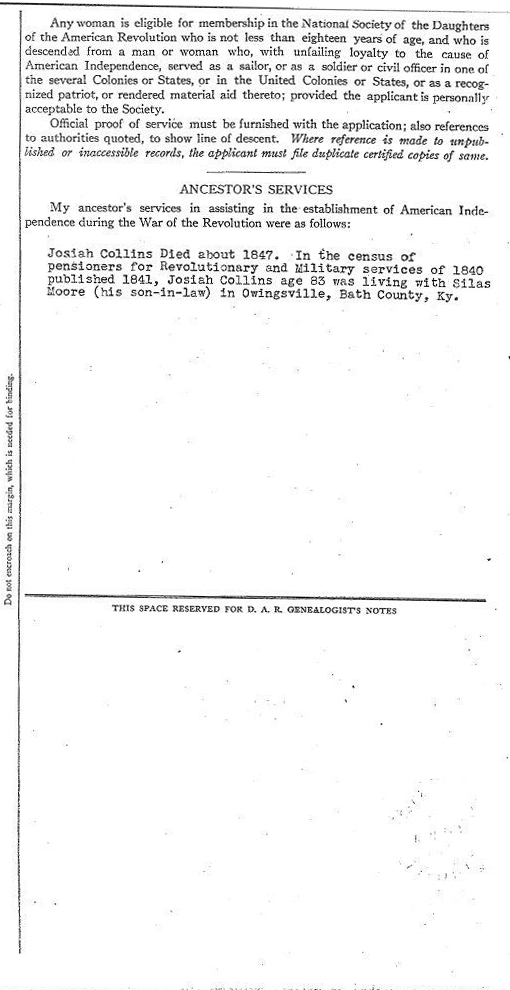 Any woman is eligible for membership in the National Society of the Daughters
of the American Revolution who is not less than eighteen years of age, and who is
descended from a man or woman who, with unfailing loyalty to the cause of
American Independence, served as a sailor, or as a soldier or civil officer in one of
the several Colonies or States, or in the United Colonies or States, or as a recog-
nized patriot, or rendered material aid thereto; provided the applicant is personally
acceptable to the Society.
Official proof of service must be furnished with the application; also references
to authorities quoted, to show line of descent. Where reference is made to unpub-
lished or inaccessible records, the applicant must file duplicate certified copies of same.
ANCESTOR'S SERVICES
My ancestor's services in assisting in the establishment of American Inde-
pendence during the War of the Revolution were as follows:
Josiah Collins Died about 1847. In the census of
pensioners for Revolutionary and Military services of 1840
published 1841, Josiah Collins age 83 was living with Silas
Moore (his son-in-law) in Owingsville, Bath County, Ky.
Do not encroach on this margin, which is needed for binding.
THIS SPACE RESERVED FOR D. A. R. GENEALOGIST'S NOTES